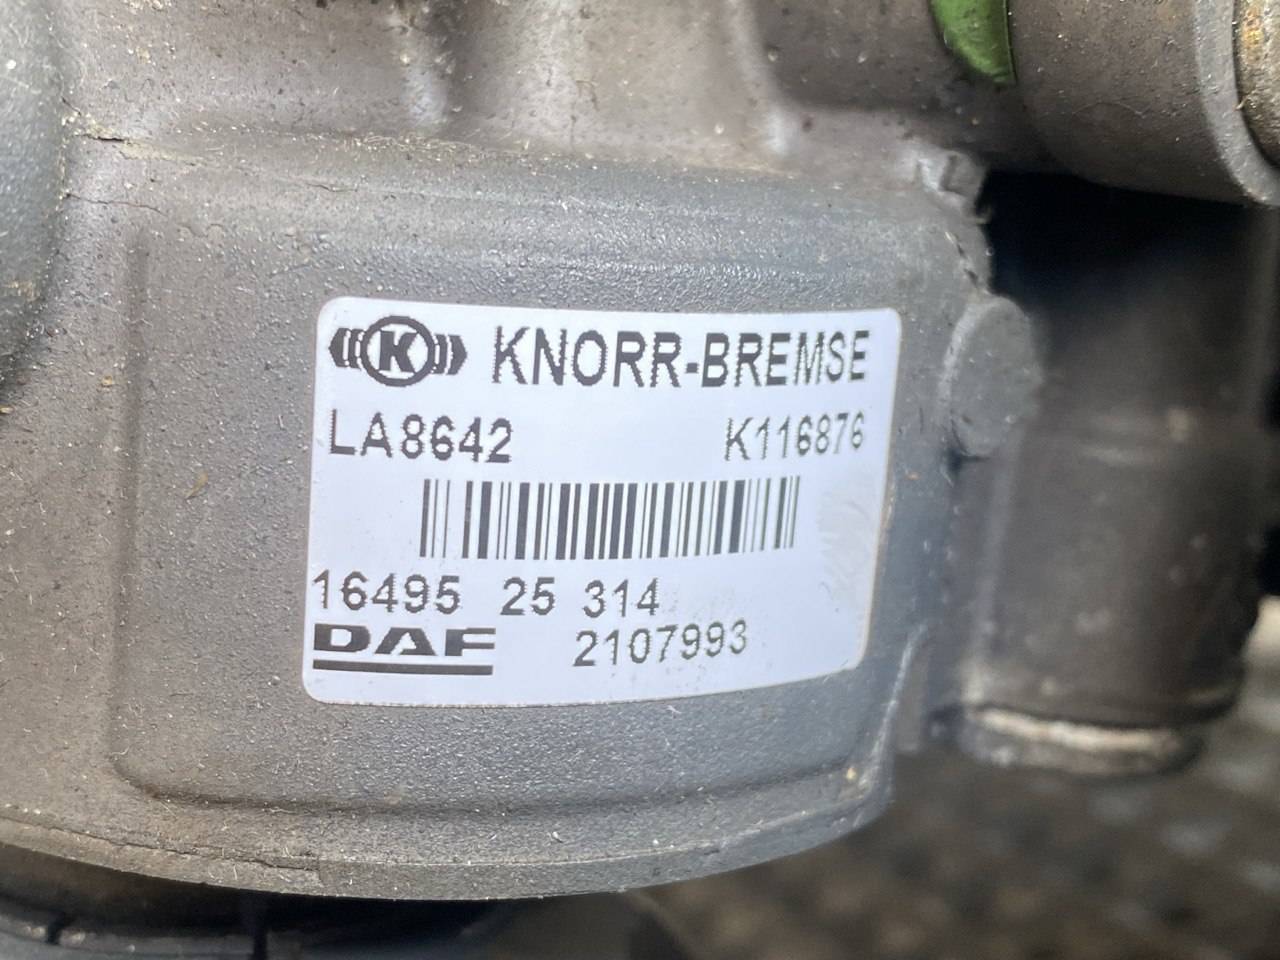 K KNORR-BREMSE
LA8642 K116876
16495 25 314
DAF 2107993